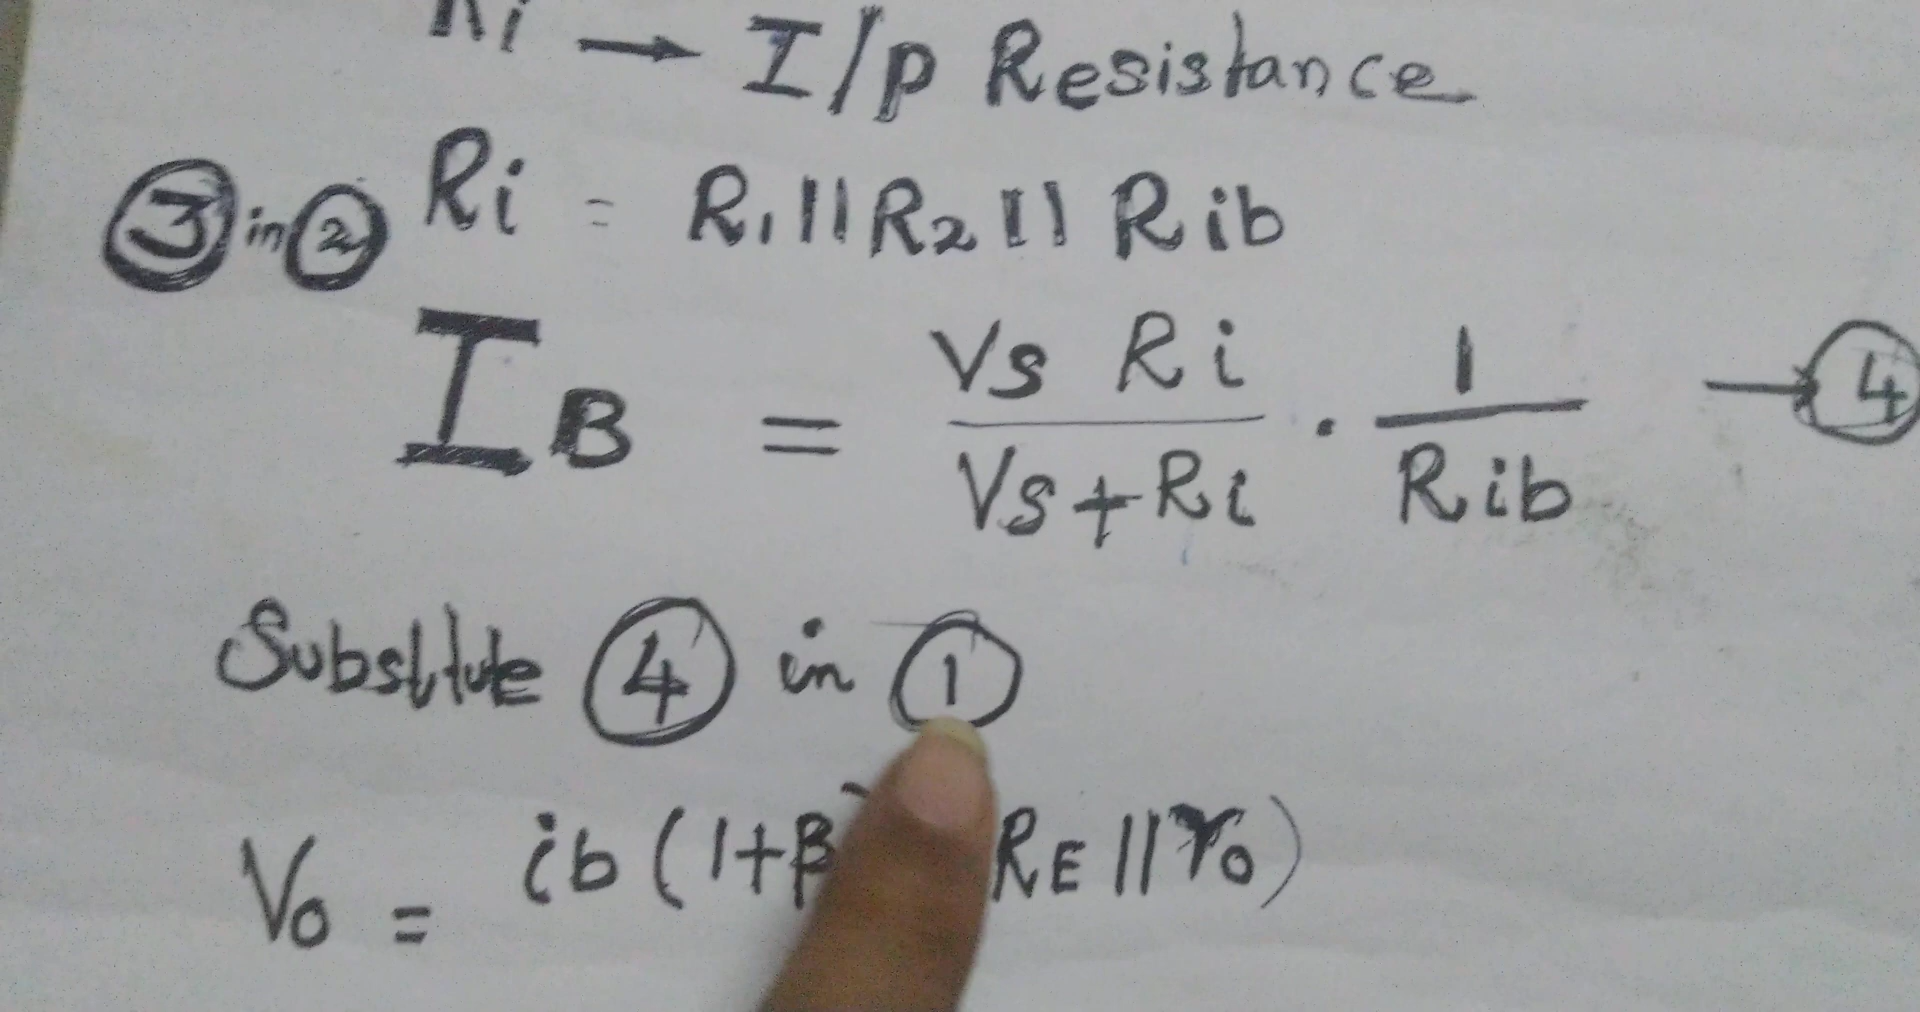 Ri → I/p Resistance
③ in ② Ri = R1 || R2 || Rib
IB = Vs Ri / Vs + Ri . 1 / Rib → ④
Substitute ④ in ①
Vo = ib (1+β RE || ro)